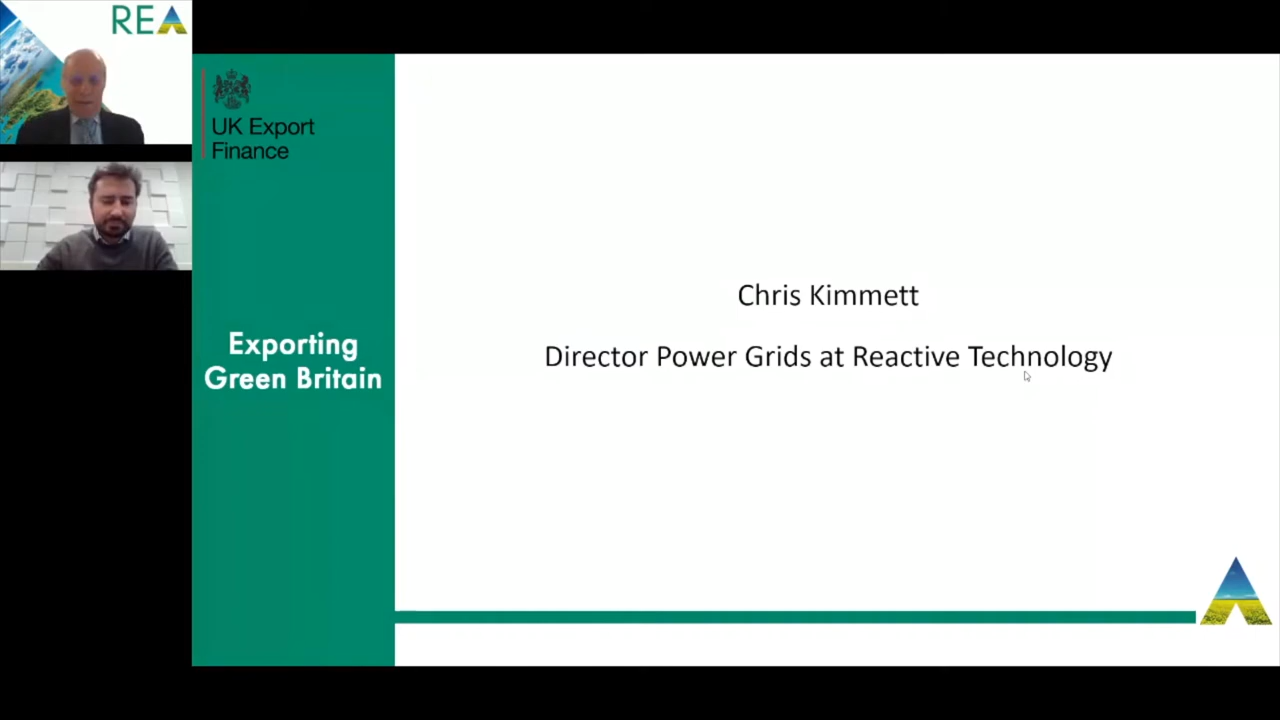 REA
UK Export
Finance
Exporting
Green Britain
Chris Kimmett
Director Power Grids at Reactive Technology